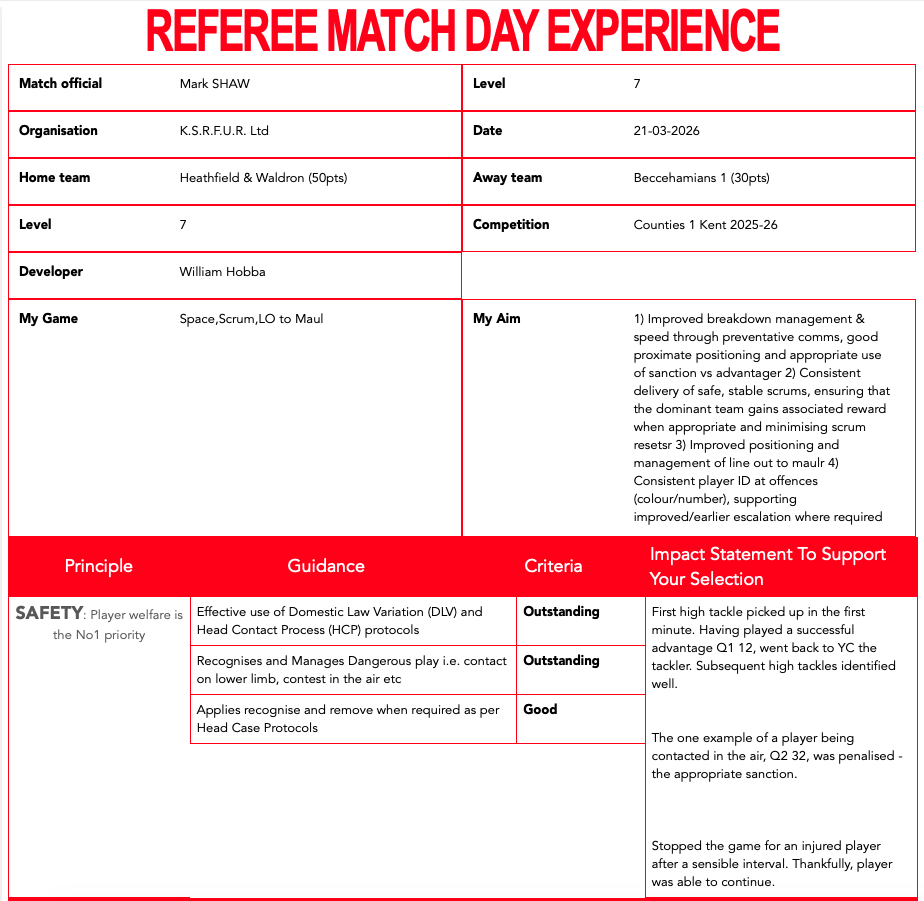 REFEREE MATCH DAY EXPERIENCE
Match official Mark SHAW Level 7
Organisation K.S.R.F.U.R. Ltd Date 21-03-2026
Home team Heathfield & Waldron (50pts) Away team Beccehamians 1 (30pts)
Level 7 Competition Counties 1 Kent 2025-26
Developer William Hobba
My Game Space,Scrum,LO to Maul
My Aim
1) Improved breakdown management &
speed through preventative comms, good
proximate positioning and appropriate use
of sanction vs advantager 2) Consistent
delivery of safe, stable scrums, ensuring that
the dominant team gains associated reward
when appropriate and minimising scrum
resetsr 3) Improved positioning and
management of line out to maulr 4)
Consistent player ID at offences
(colour/number), supporting
improved/earlier escalation where required
Principle Guidance Criteria Impact Statement To Support
Your Selection
SAFETY: Player welfare is
the No1 priority
Effective use of Domestic Law Variation (DLV) and
Head Contact Process (HCP) protocols
Outstanding
Recognises and Manages Dangerous play i.e. contact
on lower limb, contest in the air etc
Outstanding
Applies recognise and remove when required as per
Head Case Protocols
Good
First high tackle picked up in the first
minute. Having played a successful
advantage Q1 12, went back to YC the
tackler. Subsequent high tackles identified
well.
The one example of a player being
contacted in the air, Q2 32, was penalised -
the appropriate sanction.
Stopped the game for an injured player
after a sensible interval. Thankfully, player
was able to continue.